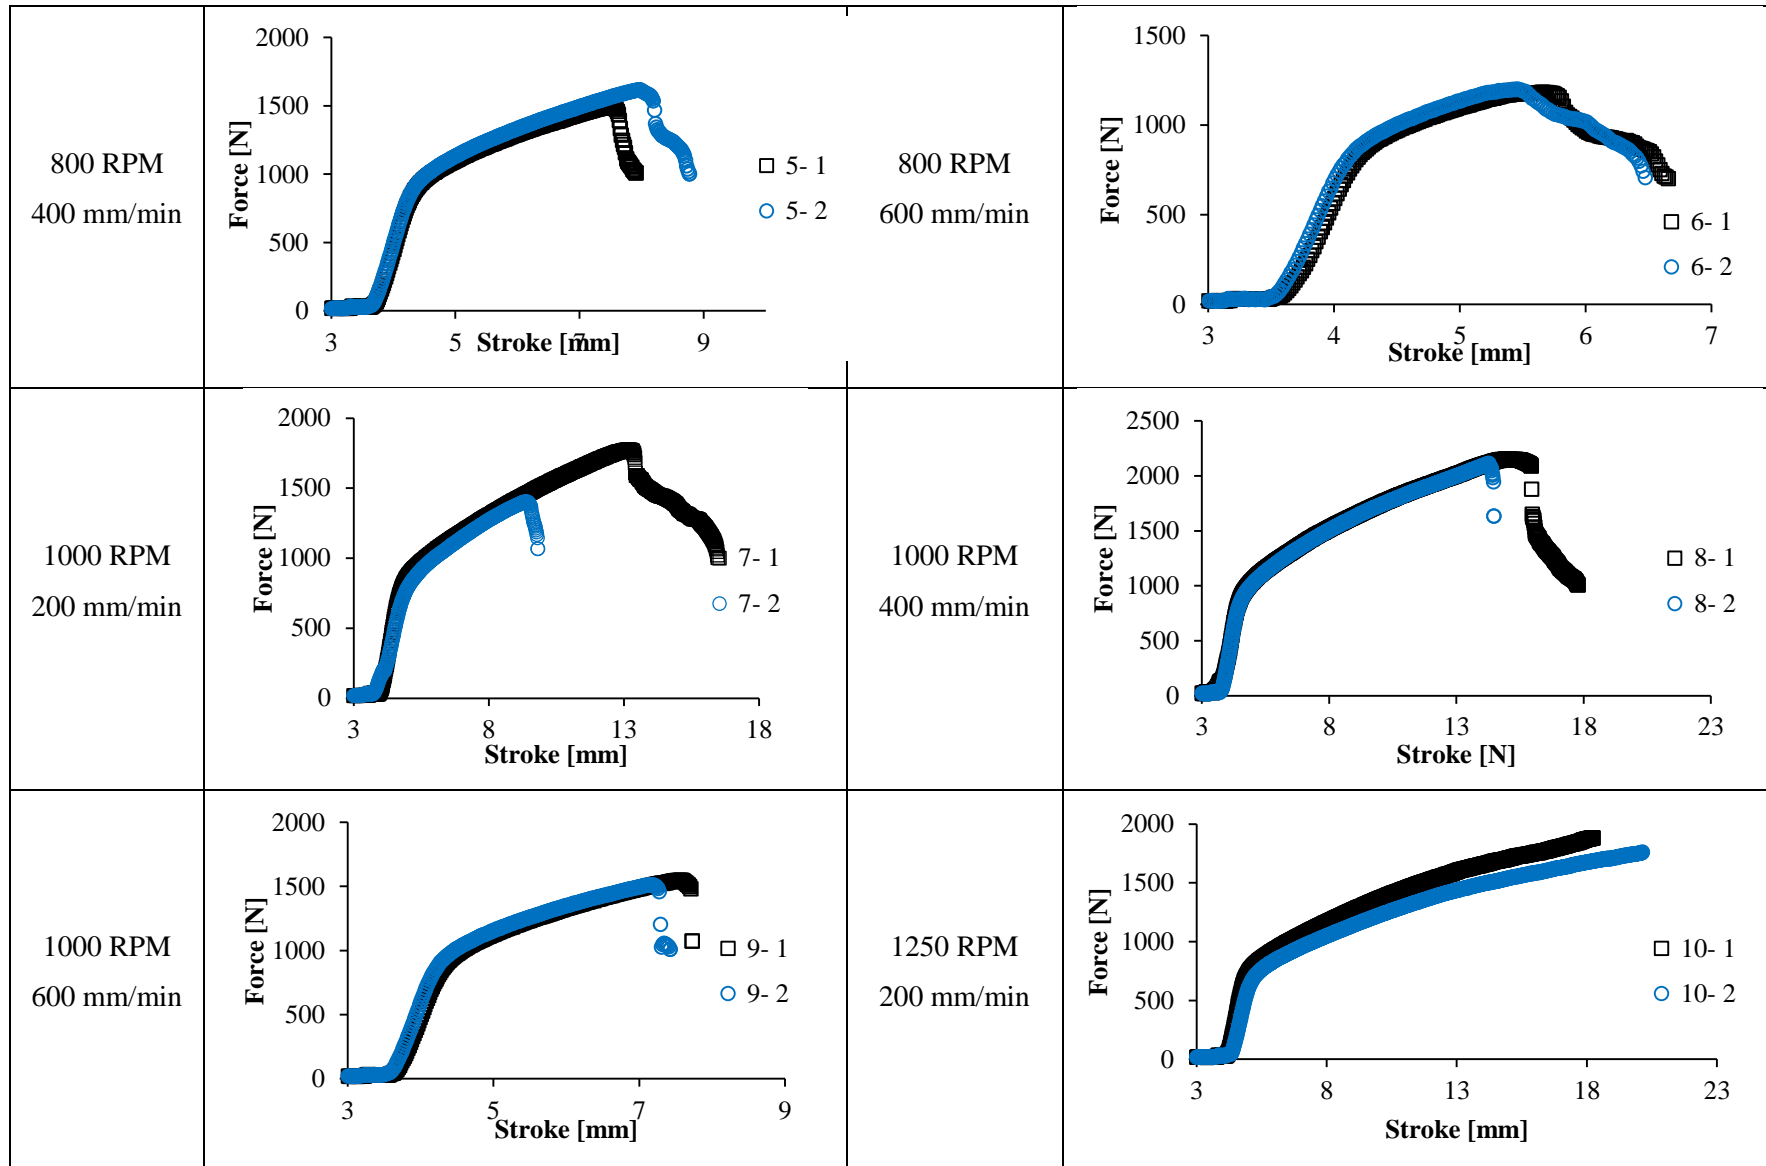 800 RPM
400 mm/min
2000
1500
1000
500
0
Force [N]
3
5
7
9
Stroke [mm]
5- 1
5- 2
800 RPM
600 mm/min
1500
1000
500
0
Force [N]
3
4
5
6
7
Stroke [mm]
6- 1
6- 2
1000 RPM
200 mm/min
2000
1500
1000
500
0
Force [N]
3
8
13
18
Stroke [mm]
7- 1
7- 2
1000 RPM
400 mm/min
2500
2000
1500
1000
500
0
Force [N]
3
8
13
18
23
Stroke [N]
8- 1
8- 2
1000 RPM
600 mm/min
2000
1500
1000
500
0
Force [N]
3
5
7
9
Stroke [mm]
9- 1
9- 2
1250 RPM
200 mm/min
2000
1500
1000
500
0
Force [N]
3
8
13
18
23
Stroke [mm]
10- 1
10- 2